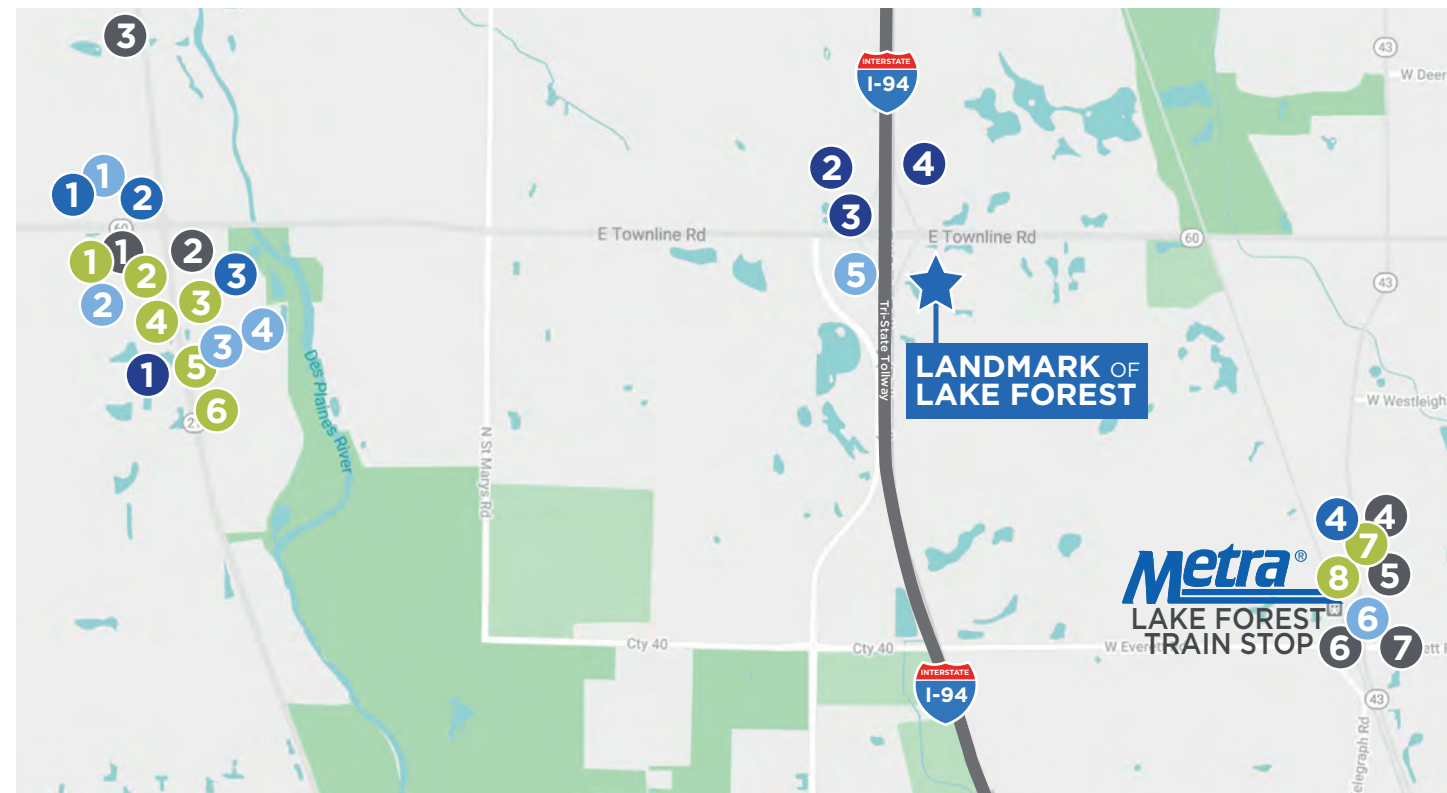 3
43
W Deer
INTERSTATE
I-94
2
4
1
1
2
3
60
E Townline Rd
E Townline Rd
60
1
1
2
2
3
5
43
2
3
4
3
4
Tri-State Tollway
1
5
Des Plaines River
LANDMARK OF
LAKE FOREST
6
W Westleigh
N St Marys Rd
4
4
7
Metra®
8
5
LAKE FOREST
6
TRAIN STOP
6
7
Cty 40
Cty 40
INTERSTATE
I-94
43